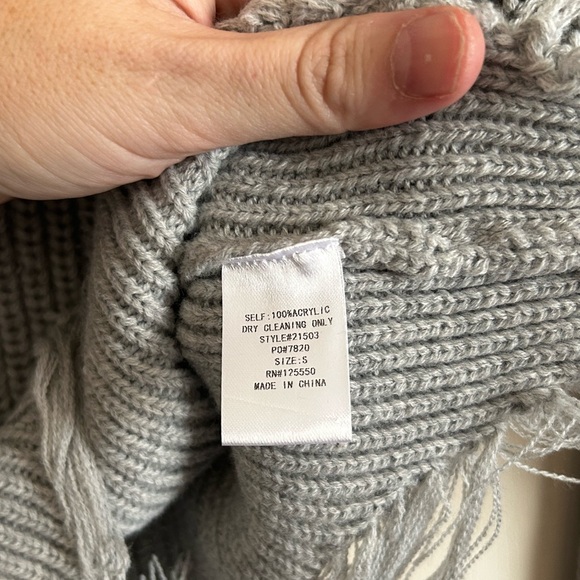 SELF:100%ACRYLIC
DRY CLEANING ONLY
STYLE#21503
PO#7820
SIZE:S
RN#125550
MADE IN CHINA